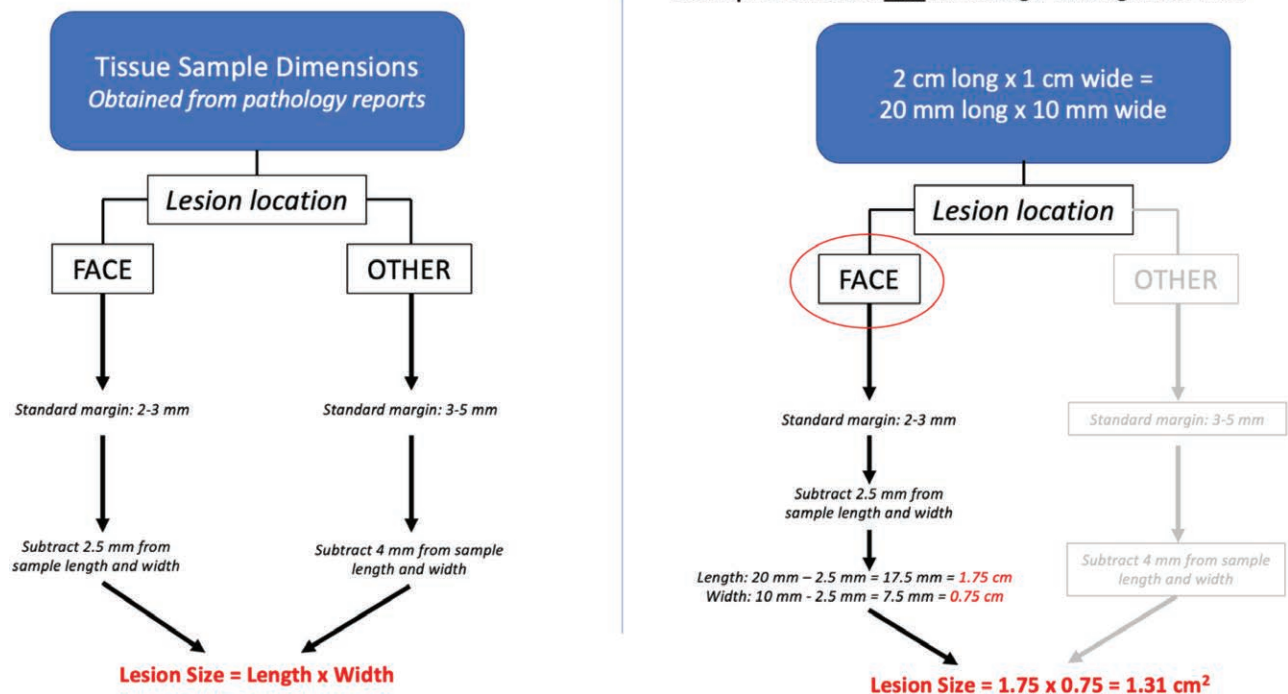 Tissue Sample Dimensions
Obtained from pathology reports
Lesion location
FACE
OTHER
Standard margin: 2-3 mm
Standard margin: 3-5 mm
Subtract 2.5 mm from
sample length and width
Subtract 4 mm from sample
length and width
Lesion Size = Length x Width
2 cm long x 1 cm wide =
20 mm long x 10 mm wide
Lesion location
FACE
OTHER
Standard margin: 2-3 mm
Standard margin: 3-5 mm
Subtract 2.5 mm from
sample length and width
Subtract 4 mm from sample
length and width
Length: 20 mm – 2.5 mm = 17.5 mm = 1.75 cm
Width: 10 mm - 2.5 mm = 7.5 mm = 0.75 cm
Lesion Size = 1.75 x 0.75 = 1.31 cm²